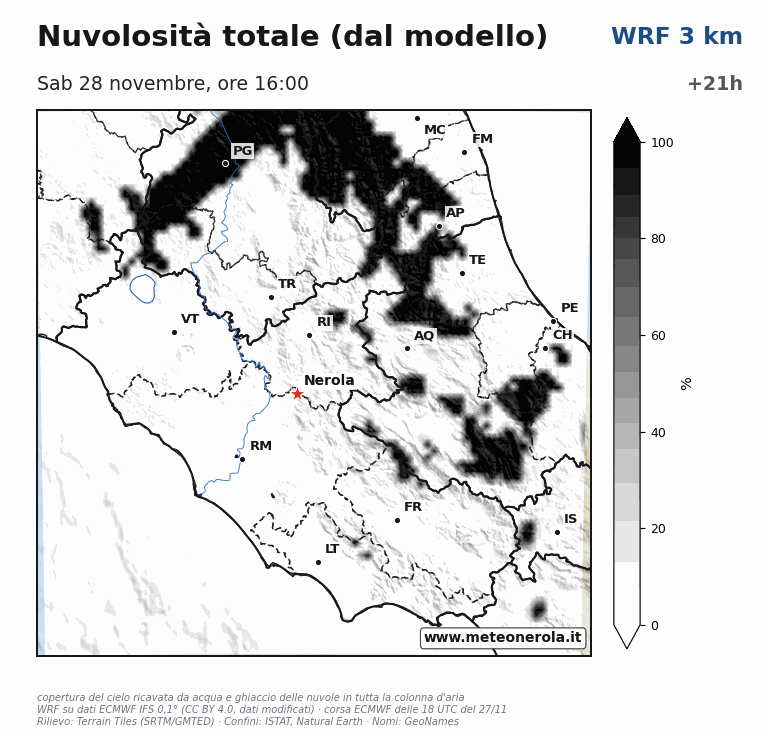 Nuvolosità totale (dal modello)
WRF 3 km
Sab 28 novembre, ore 16:00
+21h
MC
FM
PG
AP
TE
TR
PE
VT
RI
AQ
CH
Nerola
RM
FR
IS
LT
www.meteonerola.it
100
80
60
40
20
0
%
copertura del cielo ricavata da acqua e ghiaccio delle nuvole in tutta la colonna d'aria
WRF su dati ECMWF IFS 0,1° (CC BY 4.0, dati modificati) · corsa ECMWF delle 18 UTC del 27/11
Rilievo: Terrain Tiles (SRTM/GMTED) · Confini: ISTAT, Natural Earth · Nomi: GeoNames